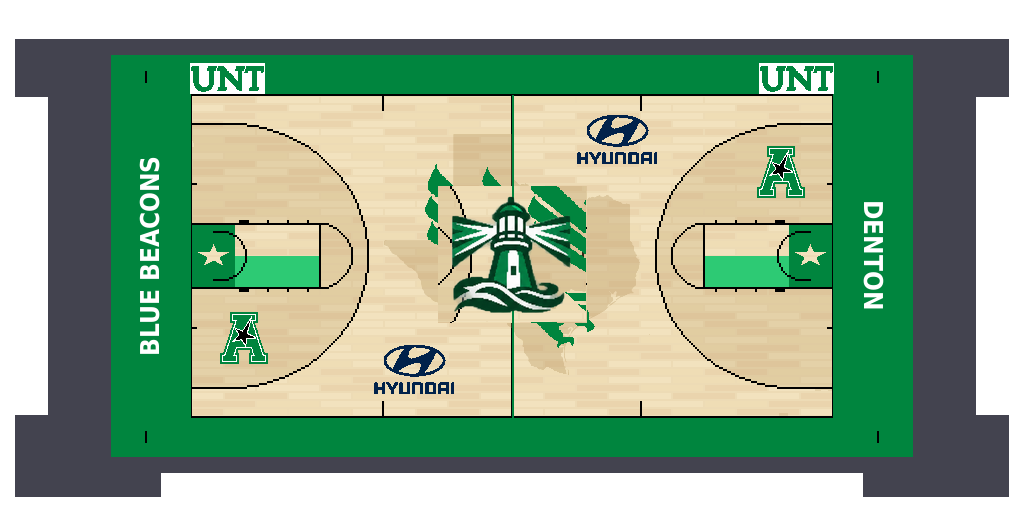 UNT
UNT
HYUNDAI
A
BLUE BEACONS
DENTON
A
HYUNDAI